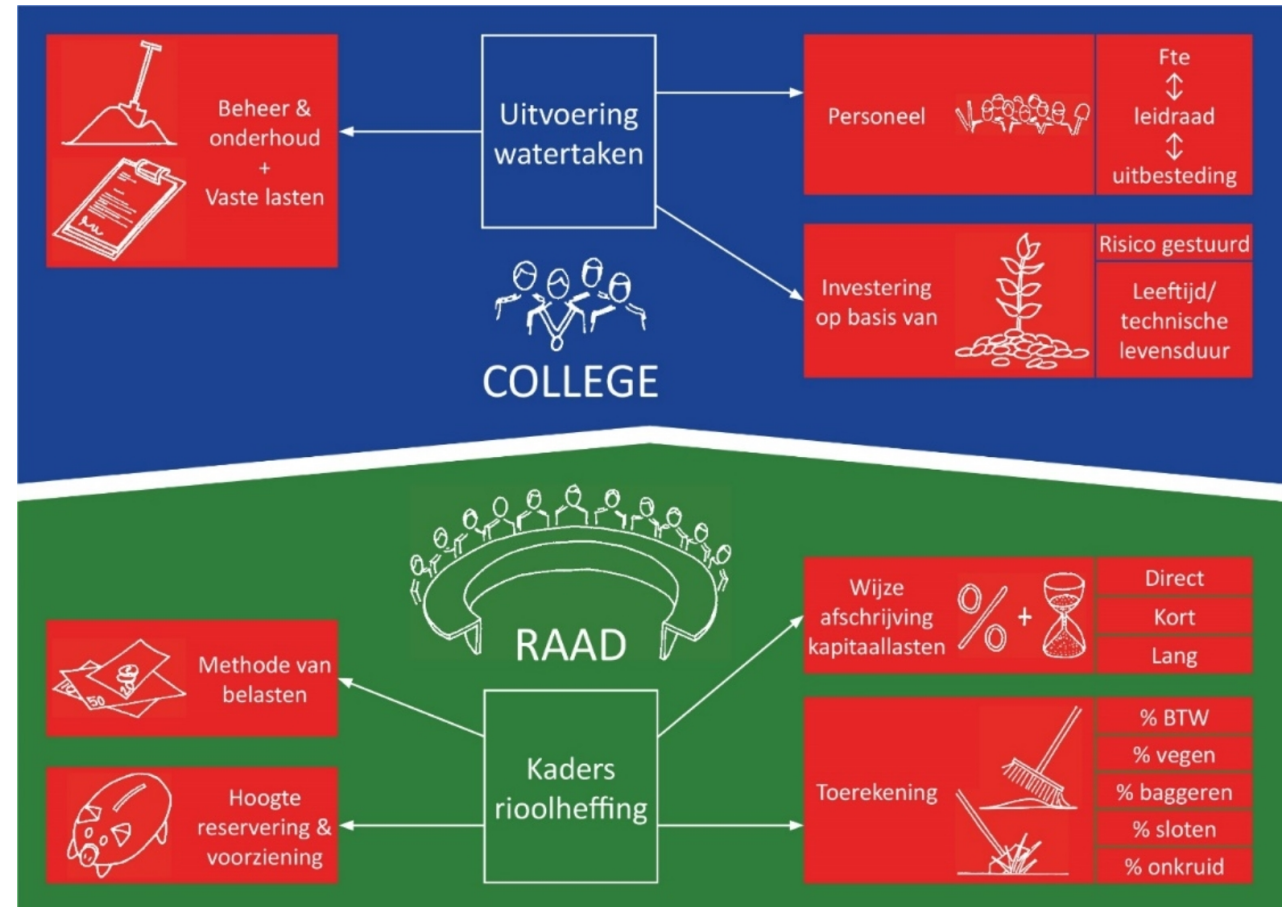 Beheer &
onderhoud
+
Vaste lasten
Uitvoering
watertaken
Personeel
Fte
leidraad
uitbesteding
Investering
op basis van
Risico gestuurd
Leeftijd/
technische
levensduur
COLLEGE
RAAD
Methode van
belasten
50
Hoogte
reservering &
voorziening
Kaders
rioolheffing
Wijze
afschrijving
kapitaallasten
% +
Direct
Kort
Lang
Toerekening
% BTW
% vegen
% baggeren
% sloten
% onkruid